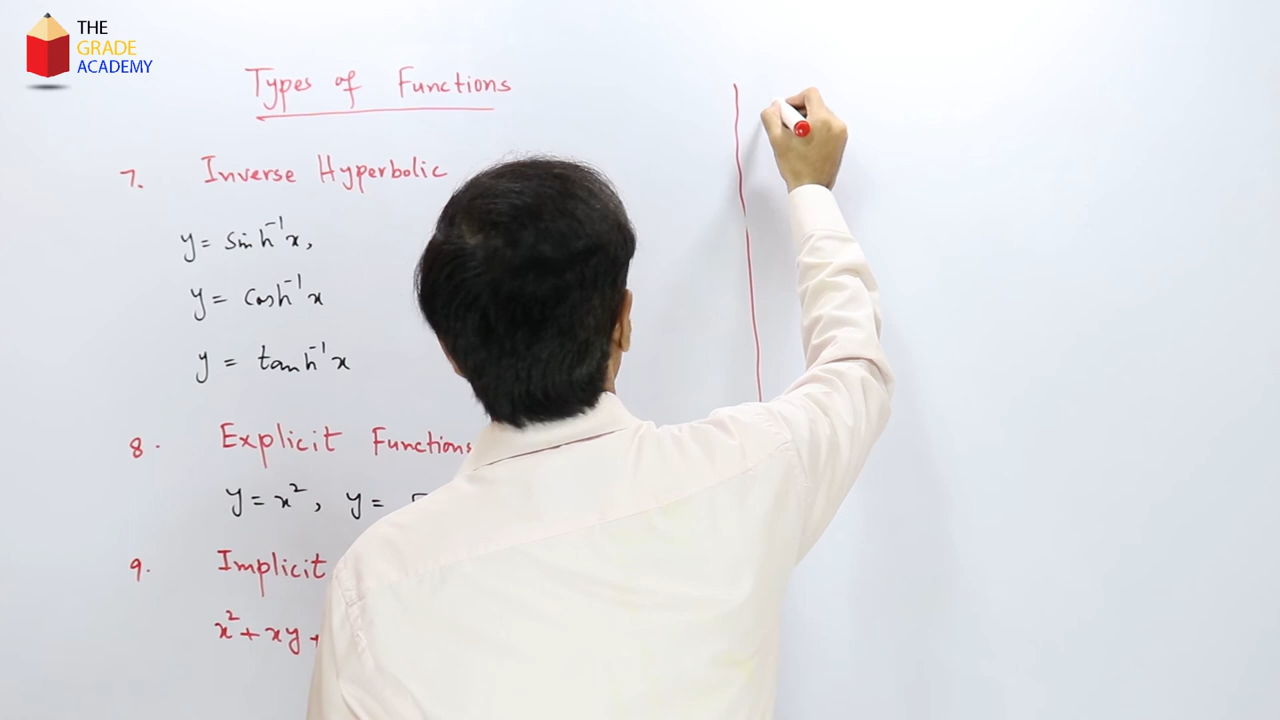 THE
GRADE
ACADEMY
Types of Functions
7. Inverse Hyperbolic
y = sinh⁻¹x,
y = cosh⁻¹x
y = tanh⁻¹x
8. Explicit Functions
y = x², y =
9. Implicit
x² + xy +